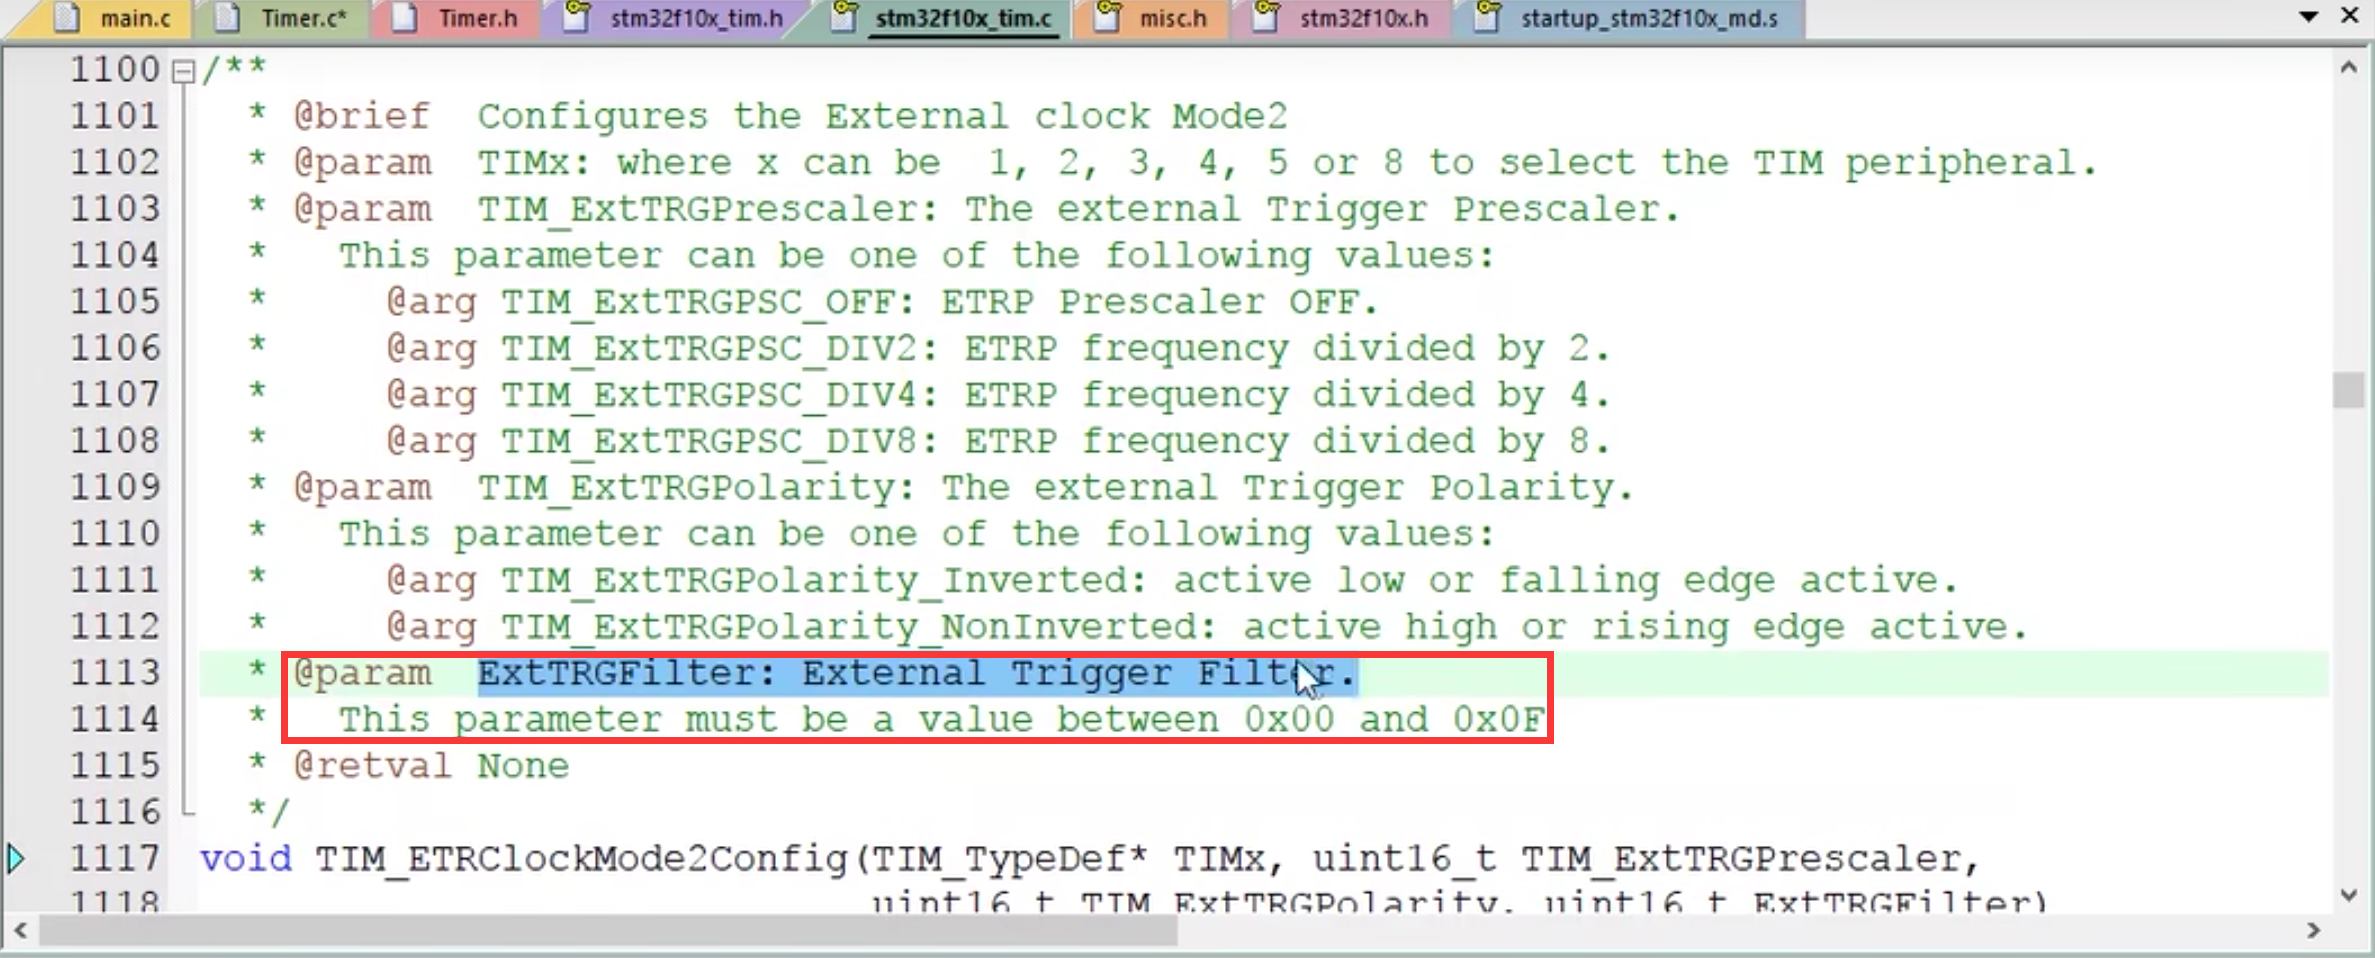 main.c Timer.c* Timer.h stm32f10x_tim.h stm32f10x_tim.c misc.h stm32f10x.h startup_stm32f10x_md.s
1100 /**
1101 * @brief Configures the External clock Mode2
1102 * @param TIMx: where x can be 1, 2, 3, 4, 5 or 8 to select the TIM peripheral.
1103 * @param TIM_ExtTRGPrescaler: The external Trigger Prescaler.
1104 * This parameter can be one of the following values:
1105 * @arg TIM_ExtTRGPSC_OFF: ETRP Prescaler OFF.
1106 * @arg TIM_ExtTRGPSC_DIV2: ETRP frequency divided by 2.
1107 * @arg TIM_ExtTRGPSC_DIV4: ETRP frequency divided by 4.
1108 * @arg TIM_ExtTRGPSC_DIV8: ETRP frequency divided by 8.
1109 * @param TIM_ExtTRGPolarity: The external Trigger Polarity.
1110 * This parameter can be one of the following values:
1111 * @arg TIM_ExtTRGPolarity_Inverted: active low or falling edge active.
1112 * @arg TIM_ExtTRGPolarity_NonInverted: active high or rising edge active.
1113 * @param ExtTRGFilter: External Trigger Filter.
1114 * This parameter must be a value between 0x00 and 0x0F
1115 * @retval None
1116 */
1117 void TIM_ETRClockMode2Config(TIM_TypeDef* TIMx, uint16_t TIM_ExtTRGPrescaler,
1118 uint16_t TIM_ExtTRGPolarity, uint16_t ExtTRGFilter)